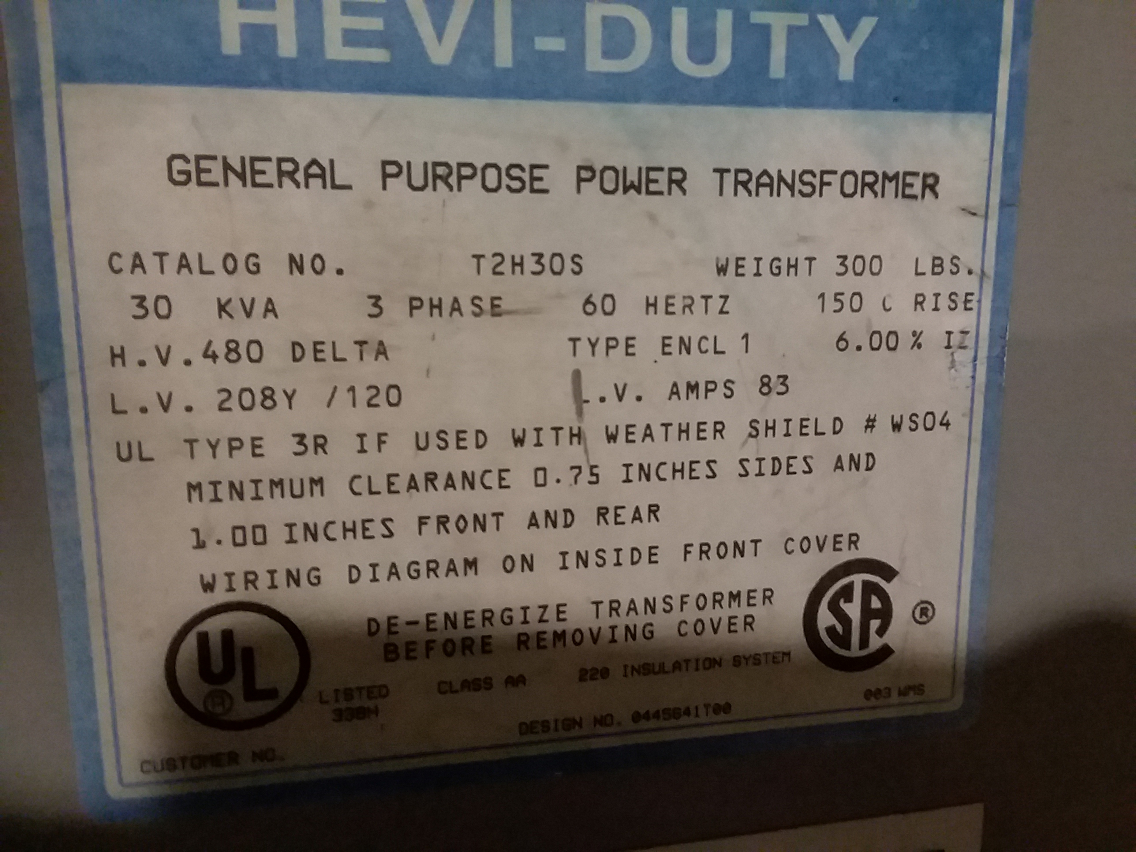 HEVI-DUTY
GENERAL PURPOSE POWER TRANSFORMER
CATALOG NO. T2H30S WEIGHT 300 LBS.
30 KVA 3 PHASE 60 HERTZ 150 C RISE
H.V. 480 DELTA TYPE ENCL 1 6.00 % IZ
L.V. 208Y /120 L.V. AMPS 83
UL TYPE 3R IF USED WITH WEATHER SHIELD # WS04
MINIMUM CLEARANCE 0.75 INCHES SIDES AND
1.00 INCHES FRONT AND REAR
WIRING DIAGRAM ON INSIDE FRONT COVER
DE-ENERGIZE TRANSFORMER
BEFORE REMOVING COVER
UL ®
SA ®
LISTED CLASS AA 220 INSULATION SYSTEM
338H
003 WMS
DESIGN NO. 0445641T00
CUSTOMER NO.